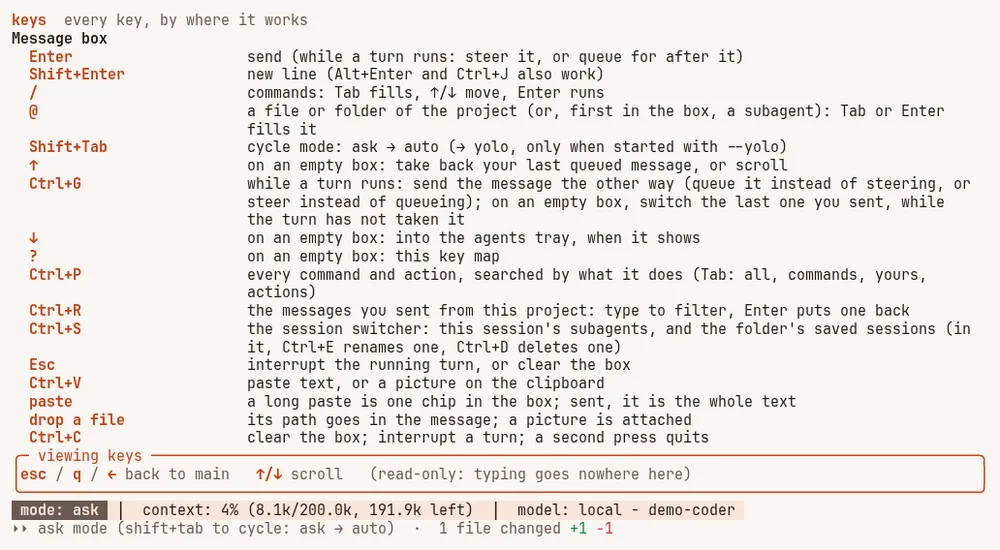 keys  every key, by where it works
Message box
Enter  send (while a turn runs: steer it, or queue for after it)
Shift+Enter  new line (Alt+Enter and Ctrl+J also work)
/  commands: Tab fills, ↑/↓ move, Enter runs
@  a file or folder of the project (or, first in the box, a subagent): Tab or Enter
fills it
Shift+Tab  cycle mode: ask → auto (→ yolo, only when started with --yolo)
↑  on an empty box: take back your last queued message, or scroll
Ctrl+G  while a turn runs: send the message the other way (queue it instead of steering, or
steer instead of queueing); on an empty box, switch the last one you sent, while
the turn has not taken it
↓  on an empty box: into the agents tray, when it shows
?  on an empty box: this key map
Ctrl+P  every command and action, searched by what it does (Tab: all, commands, yours,
actions)
Ctrl+R  the messages you sent from this project: type to filter, Enter puts one back
Ctrl+S  the session switcher: this session's subagents, and the folder's saved sessions (in
it, Ctrl+E renames one, Ctrl+D deletes one)
Esc  interrupt the running turn, or clear the box
Ctrl+V  paste text, or a picture on the clipboard
paste  a long paste is one chip in the box; sent, it is the whole text
drop a file  its path goes in the message; a picture is attached
Ctrl+C  clear the box; interrupt a turn; a second press quits
viewing keys
esc / q / ← back to main   ↑/↓ scroll   (read-only: typing goes nowhere here)
mode: ask │ context: 4% (8.1k/200.0k, 191.9k left) │ model: local - demo-coder
▸▸ ask mode (shift+tab to cycle: ask → auto)  ·  1 file changed +1 -1